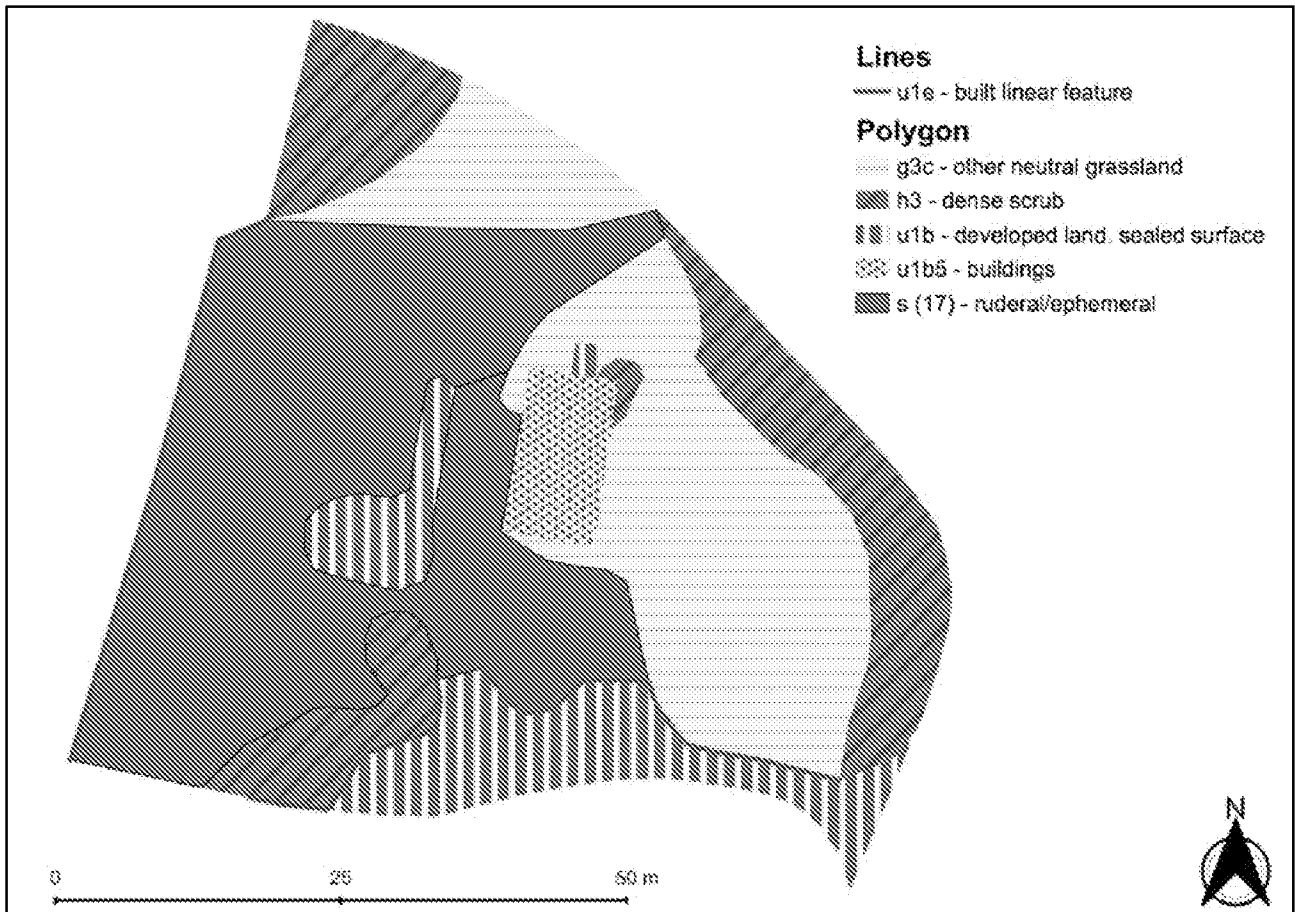 Lines
u1e - built linear feature
Polygon
g3c - other neutral grassland
h3 - dense scrub
u1b - developed land, sealed surface
u1b5 - buildings
s (17) - ruderal/ephemeral
N
0 25 50 m